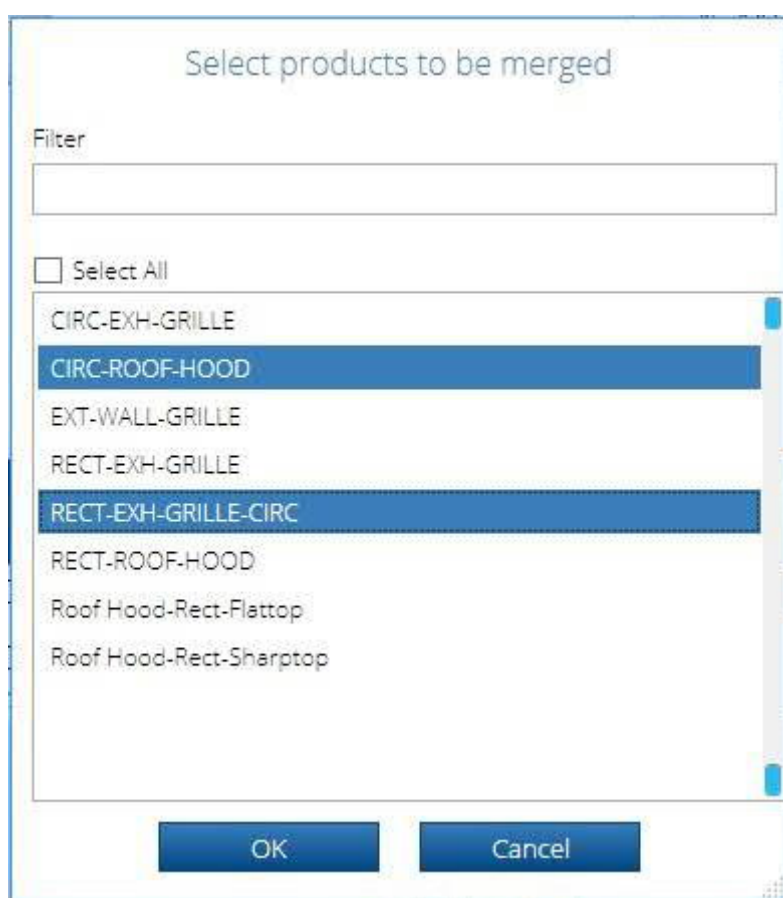 Select products to be merged
Filter
Select All
CIRC-EXH-GRILLE
CIRC-ROOF-HOOD
EXT-WALL-GRILLE
RECT-EXH-GRILLE
RECT-EXH-GRILLE-CIRC
RECT-ROOF-HOOD
Roof Hood-Rect-Flattop
Roof Hood-Rect-Sharptop
OK Cancel